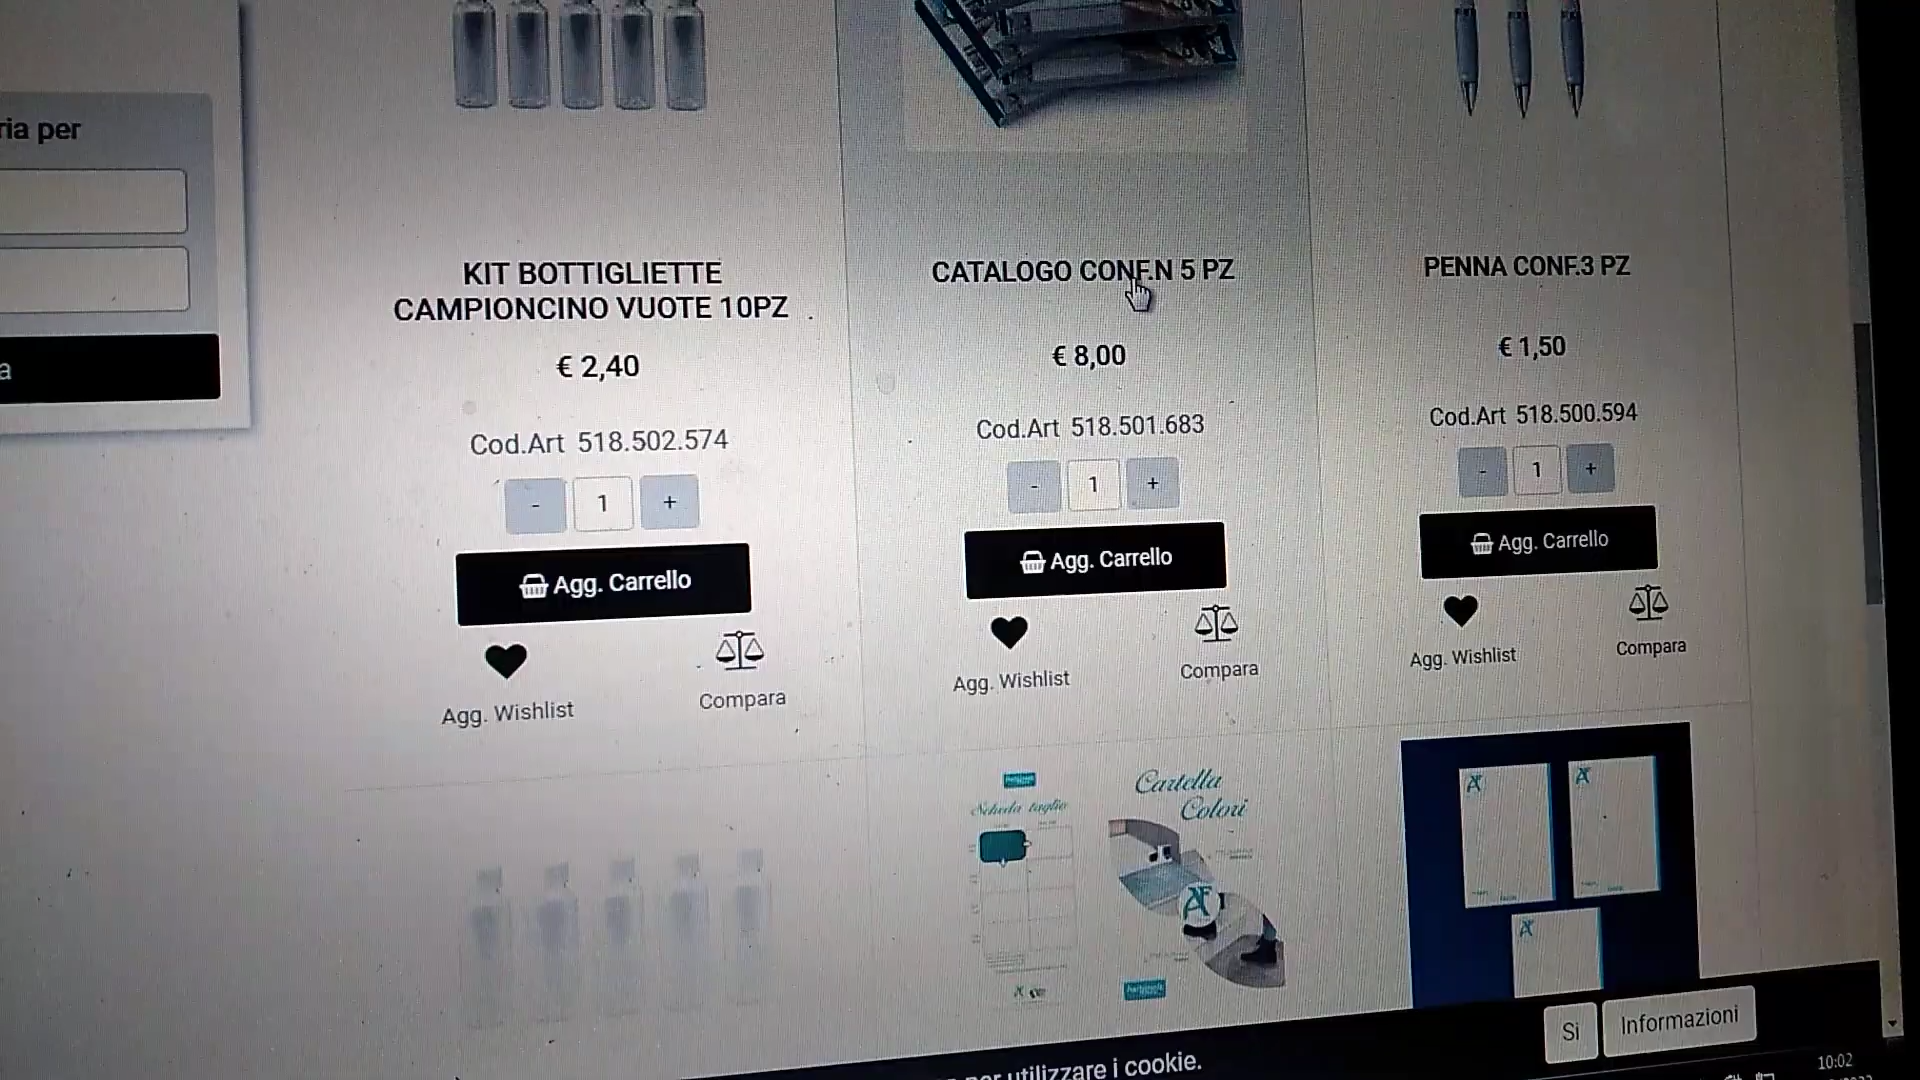 ria per
a
KIT BOTTIGLIETTE
CAMPIONCINO VUOTE 10PZ
€ 2,40
Cod.Art 518.502.574
- 1 +
Agg. Carrello
Agg. Wishlist
Compara
CATALOGO CONF.N 5 PZ
€ 8,00
Cod.Art 518.501.683
- 1 +
Agg. Carrello
Agg. Wishlist
Compara
PENNA CONF.3 PZ
€ 1,50
Cod.Art 518.500.594
- 1 +
Agg. Carrello
Agg. Wishlist
Compara
Scheda taglio
Cartella
Colori
per utilizzare i cookie.
Si
Informazioni
10:02